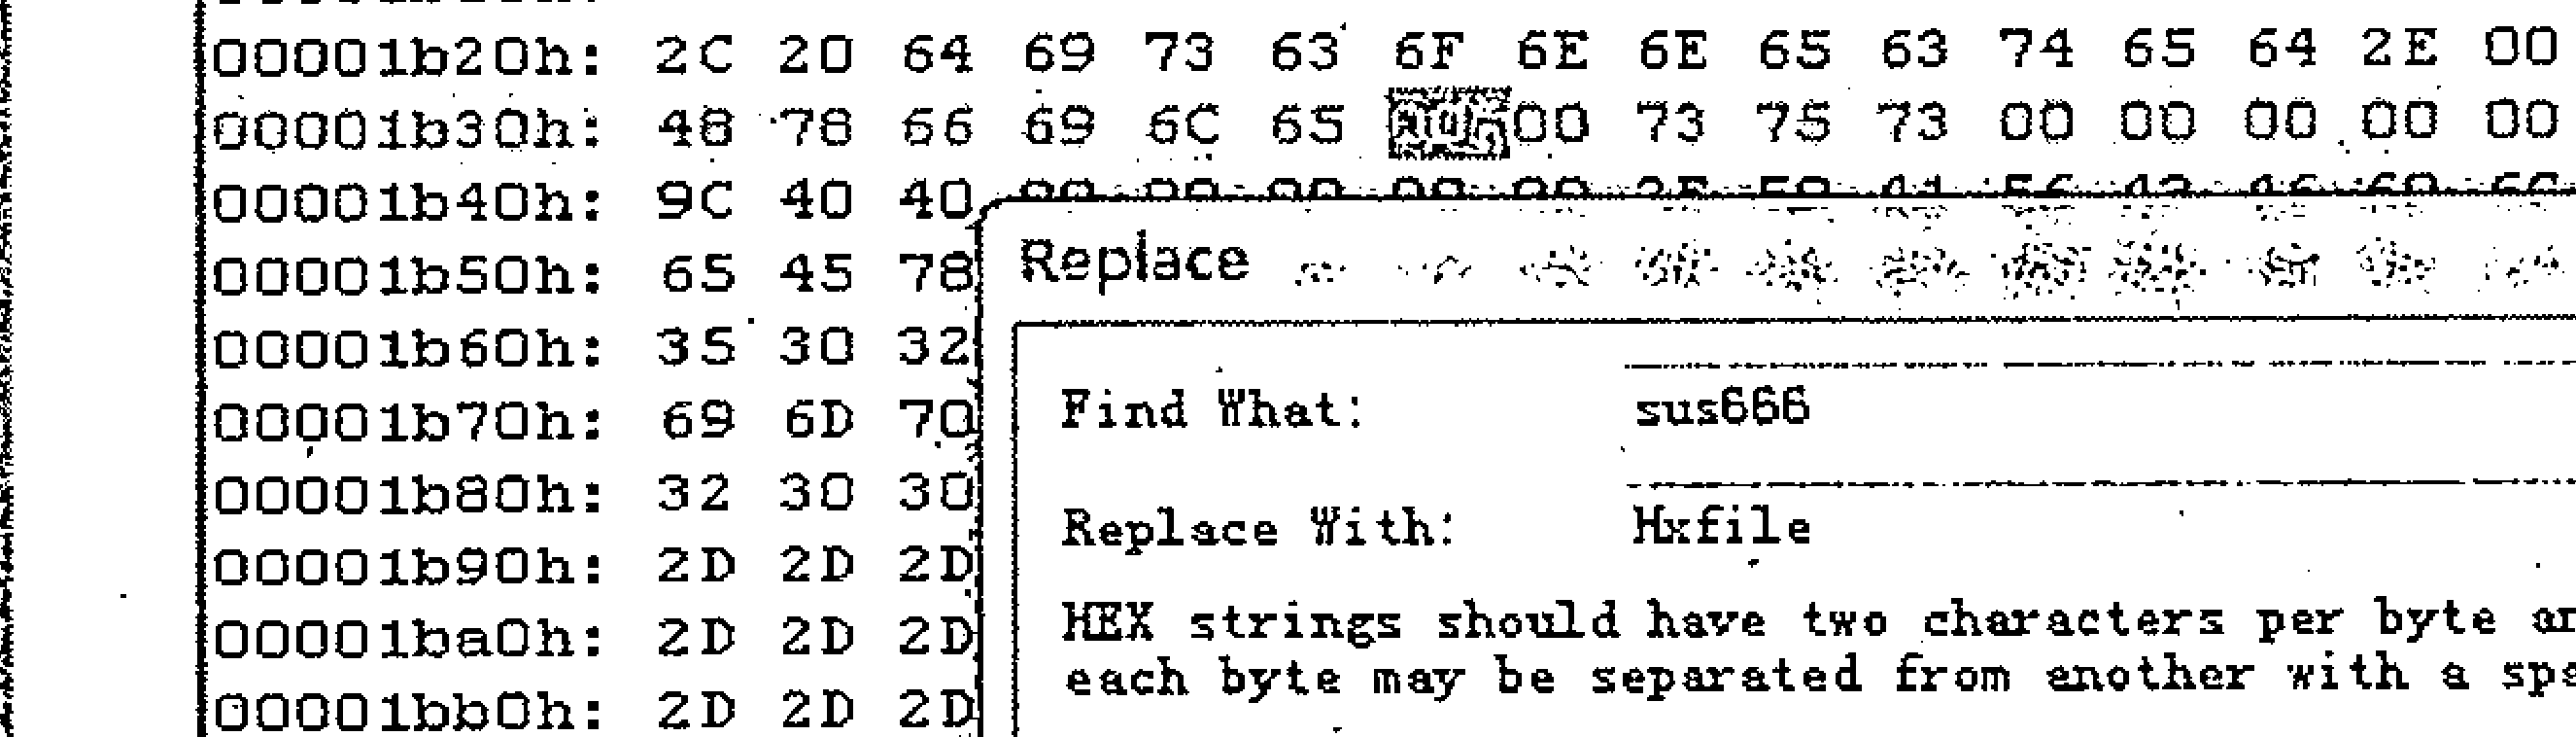 00001b20h: 2C 20 64 69 73 63 6F 6E 6E 65 63 74 65 64 2E 00
00001b30h: 48 78 66 69 6C 65 00 73 75 73 00 00 00 00 00
00001b40h: 9C 40 40
00001b50h: 65 45 78
00001b60h: 35 30 32
00001b70h: 69 6D 70
00001b80h: 32 30 30
00001b90h: 2D 2D 2D
00001ba0h: 2D 2D 2D
00001bb0h: 2D 2D 2D
Replace
Find What: sus666
Replace With: Hxfile
HEX strings should have two characters per byte
each byte may be separated from another with a